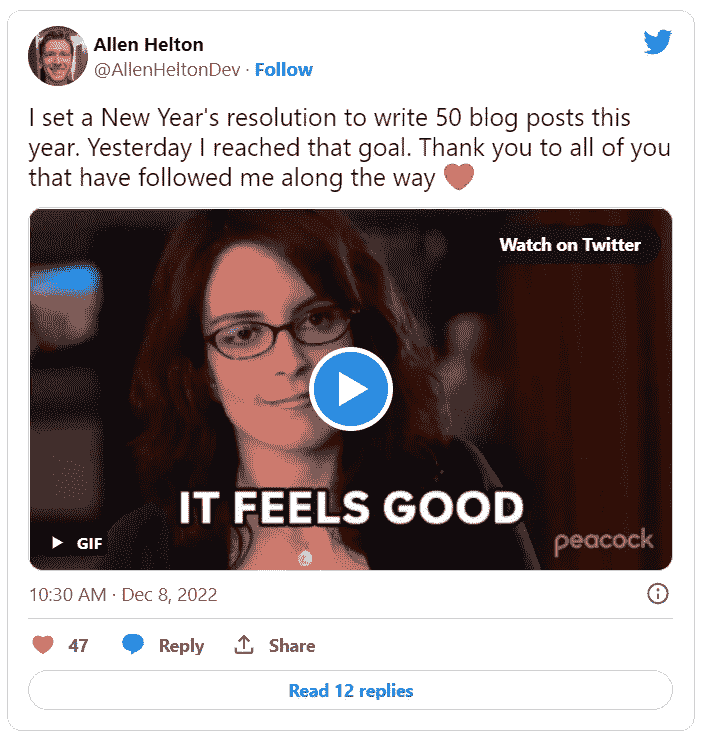 Allen Helton
@AllenHeltonDev · Follow
I set a New Year's resolution to write 50 blog posts this
year. Yesterday I reached that goal. Thank you to all of you
that have followed me along the way ❤
Watch on Twitter
IT FEELS GOOD
GIF
peacock
10:30 AM · Dec 8, 2022
47 Reply Share
Read 12 replies